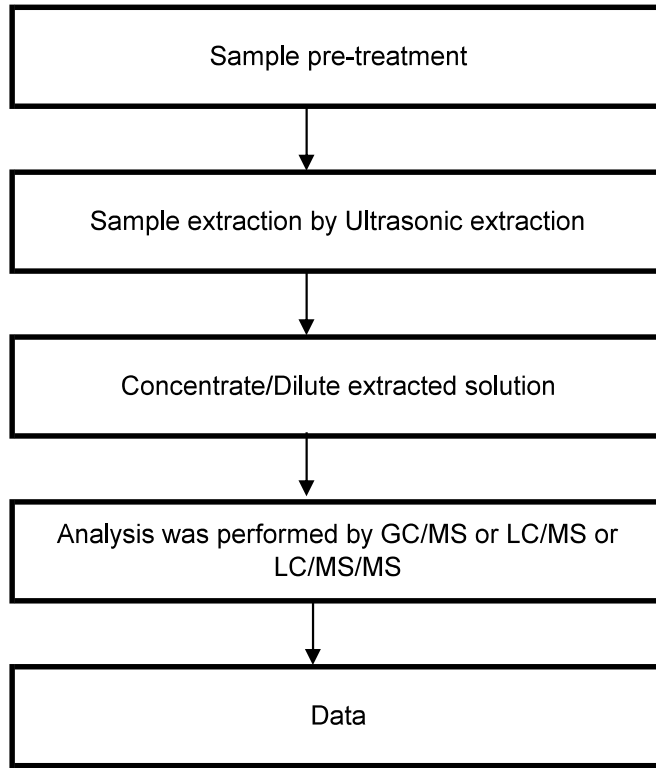 Sample pre-treatment
Sample extraction by Ultrasonic extraction
Concentrate/Dilute extracted solution
Analysis was performed by GC/MS or LC/MS or
LC/MS/MS
Data